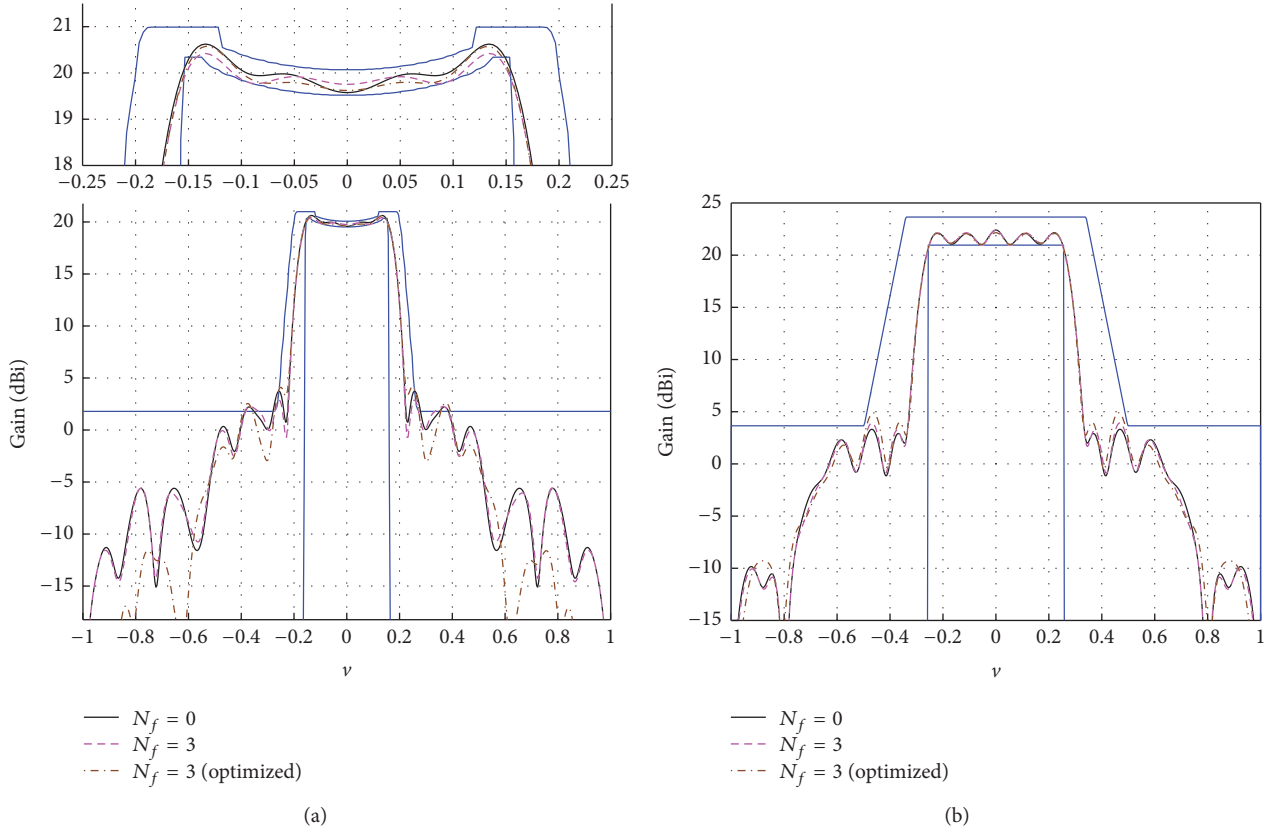 21
20
19
18
−0.25 −0.2 −0.15 −0.1 −0.05 0 0.05 0.1 0.15 0.2 0.25
20
15
10
5
0
−5
−10
−15
Gain (dBi)
−1 −0.8 −0.6 −0.4 −0.2 0 0.2 0.4 0.6 0.8 1
v
N_f = 0
N_f = 3
N_f = 3 (optimized)
(a)
25
20
15
10
5
0
−5
−10
−15
Gain (dBi)
−1 −0.8 −0.6 −0.4 −0.2 0 0.2 0.4 0.6 0.8 1
v
N_f = 0
N_f = 3
N_f = 3 (optimized)
(b)